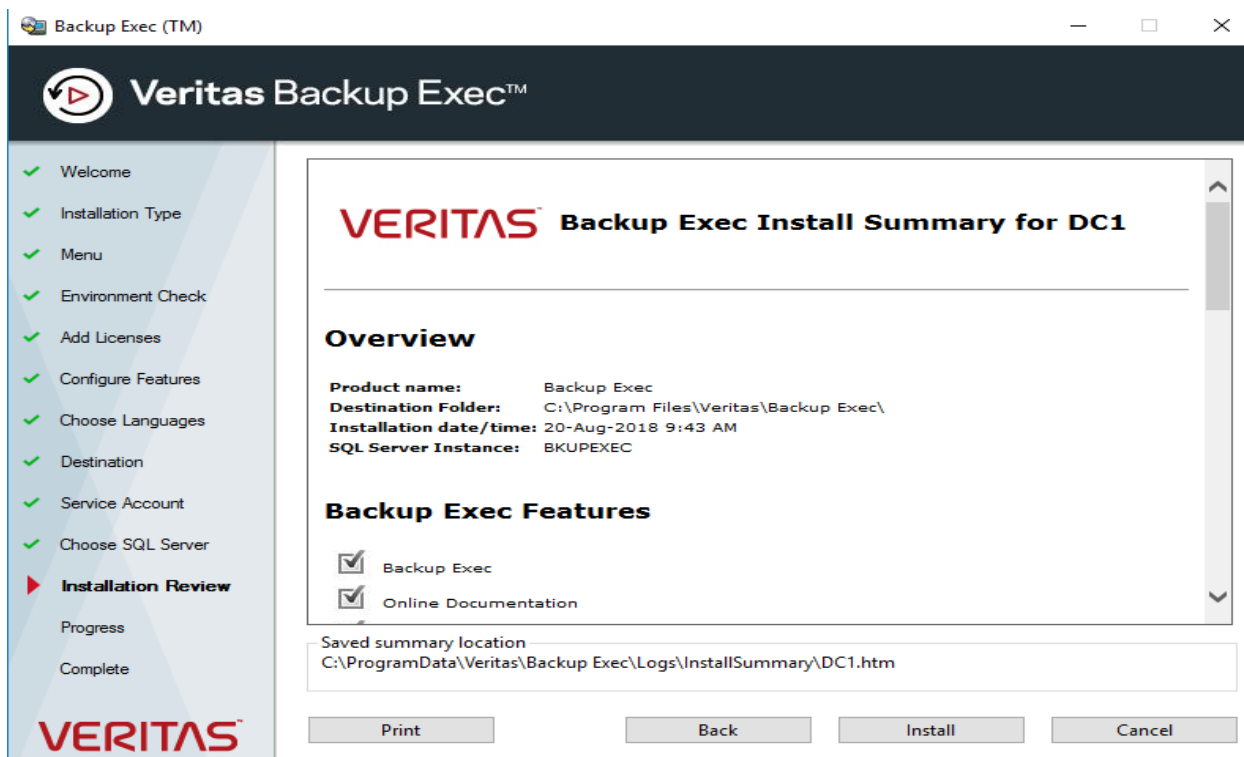 Backup Exec (TM)
Veritas Backup Exec™
Welcome
Installation Type
Menu
Environment Check
Add Licenses
Configure Features
Choose Languages
Destination
Service Account
Choose SQL Server
Installation Review
Progress
Complete
VERITAS™
VERITAS™ Backup Exec Install Summary for DC1
Overview
Product name: Backup Exec
Destination Folder: C:\Program Files\Veritas\Backup Exec\
Installation date/time: 20-Aug-2018 9:43 AM
SQL Server Instance: BKUPEXEC
Backup Exec Features
Backup Exec
Online Documentation
Saved summary location
C:\ProgramData\Veritas\Backup Exec\Logs\InstallSummary\DC1.htm
Print Back Install Cancel